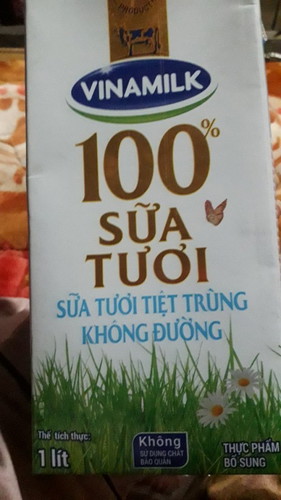 PRODUCT
VINAMILK
100%
SỮA
TƯƠI
SỮA TƯƠI TIỆT TRÙNG
KHÔNG ĐƯỜNG
Thể tích thực:
1 lít
Không
SỬ DỤNG CHẤT
BẢO QUẢN
THỰC PHẨM
BỔ SUNG